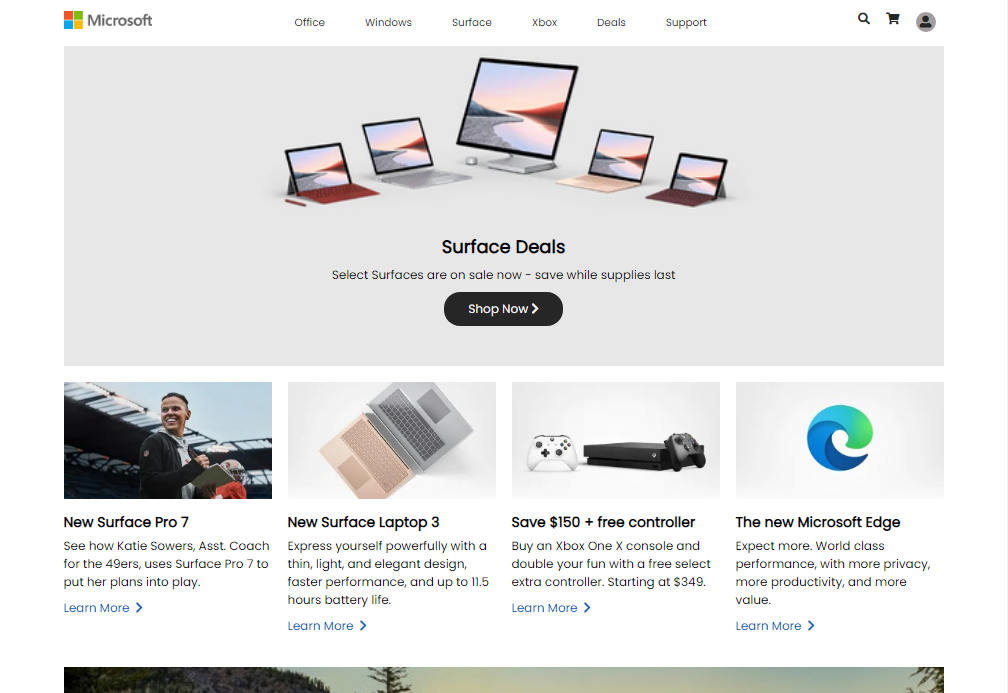 Microsoft
Office Windows Surface Xbox Deals Support
Surface Deals
Select Surfaces are on sale now - save while supplies last
Shop Now
New Surface Pro 7
See how Katie Sowers, Asst. Coach
for the 49ers, uses Surface Pro 7 to
put her plans into play.
Learn More
New Surface Laptop 3
Express yourself powerfully with a
thin, light, and elegant design,
faster performance, and up to 11.5
hours battery life.
Learn More
Save $150 + free controller
Buy an Xbox One X console and
double your fun with a free select
extra controller. Starting at $349.
Learn More
The new Microsoft Edge
Expect more. World class
performance, with more privacy,
more productivity, and more
value.
Learn More